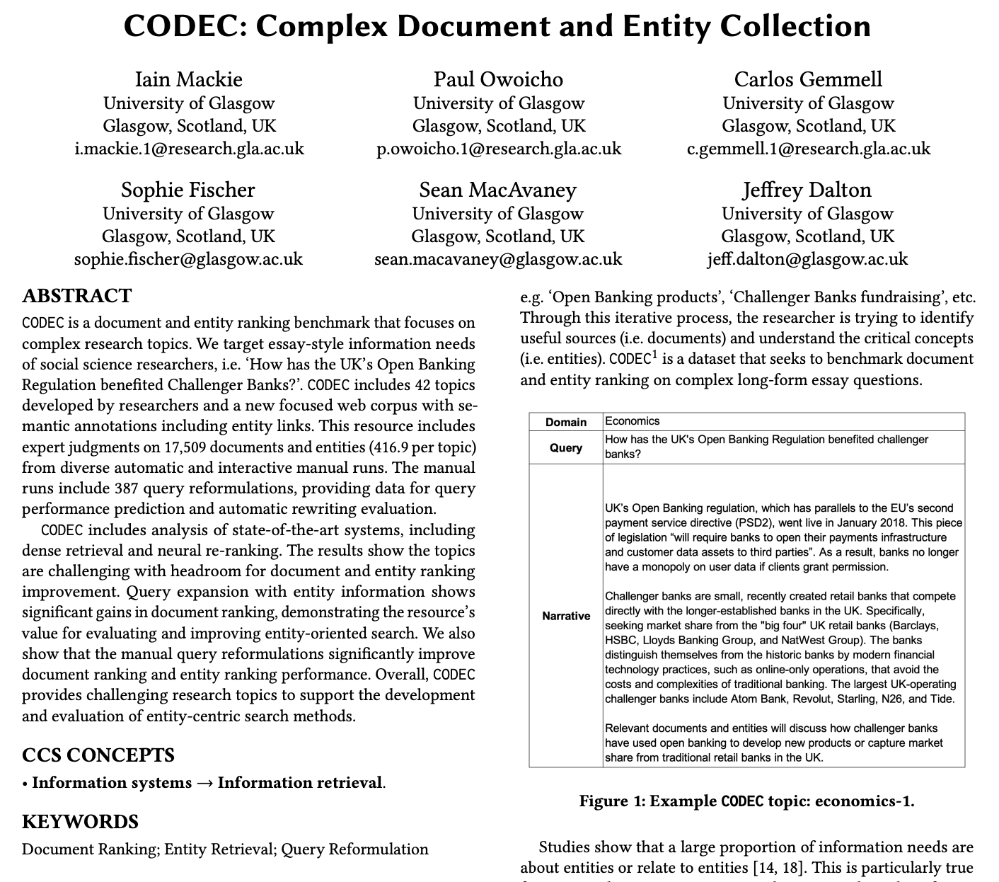 CODEC: Complex Document and Entity Collection
Iain Mackie
University of Glasgow
Glasgow, Scotland, UK
i.mackie.1@research.gla.ac.uk
Paul Owoicho
University of Glasgow
Glasgow, Scotland, UK
p.owoicho.1@research.gla.ac.uk
Carlos Gemmell
University of Glasgow
Glasgow, Scotland, UK
c.gemmell.1@research.gla.ac.uk
Sophie Fischer
University of Glasgow
Glasgow, Scotland, UK
sophie.fischer@glasgow.ac.uk
Sean MacAvaney
University of Glasgow
Glasgow, Scotland, UK
sean.macavaney@glasgow.ac.uk
Jeffrey Dalton
University of Glasgow
Glasgow, Scotland, UK
jeff.dalton@glasgow.ac.uk
ABSTRACT
CODEC is a document and entity ranking benchmark that focuses on
complex research topics. We target essay-style information needs
of social science researchers, i.e. ‘How has the UK’s Open Banking
Regulation benefited Challenger Banks?’. CODEC includes 42 topics
developed by researchers and a new focused web corpus with se-
mantic annotations including entity links. This resource includes
expert judgments on 17,509 documents and entities (416.9 per topic)
from diverse automatic and interactive manual runs. The manual
runs include 387 query reformulations, providing data for query
performance prediction and automatic rewriting evaluation.
CODEC includes analysis of state-of-the-art systems, including
dense retrieval and neural re-ranking. The results show the topics
are challenging with headroom for document and entity ranking
improvement. Query expansion with entity information shows
significant gains in document ranking, demonstrating the resource’s
value for evaluating and improving entity-oriented search. We also
show that the manual query reformulations significantly improve
document ranking and entity ranking performance. Overall, CODEC
provides challenging research topics to support the development
and evaluation of entity-centric search methods.
CCS CONCEPTS
• Information systems → Information retrieval.
KEYWORDS
Document Ranking; Entity Retrieval; Query Reformulation
e.g. ‘Open Banking products’, ‘Challenger Banks fundraising’, etc.
Through this iterative process, the researcher is trying to identify
useful sources (i.e. documents) and understand the critical concepts
(i.e. entities). CODEC1 is a dataset that seeks to benchmark document
and entity ranking on complex long-form essay questions.
Domain
Economics
Query
How has the UK's Open Banking Regulation benefited challenger
banks?
Narrative
UK’s Open Banking regulation, which has parallels to the EU’s second
payment service directive (PSD2), went live in January 2018. This piece
of legislation “will require banks to open their payments infrastructure
and customer data assets to third parties”. As a result, banks no longer
have a monopoly on user data if clients grant permission.
Challenger banks are small, recently created retail banks that compete
directly with the longer-established banks in the UK. Specifically,
seeking market share from the "big four" UK retail banks (Barclays,
HSBC, Lloyds Banking Group, and NatWest Group). The banks
distinguish themselves from the historic banks by modern financial
technology practices, such as online-only operations, that avoid the
costs and complexities of traditional banking. The largest UK-operating
challenger banks include Atom Bank, Revolut, Starling, N26, and Tide.
Relevant documents and entities will discuss how challenger banks
have used open banking to develop new products or capture market
share from traditional retail banks in the UK.
Figure 1: Example CODEC topic: economics-1.
Studies show that a large proportion of information needs are
about entities or relate to entities [14, 18]. This is particularly true